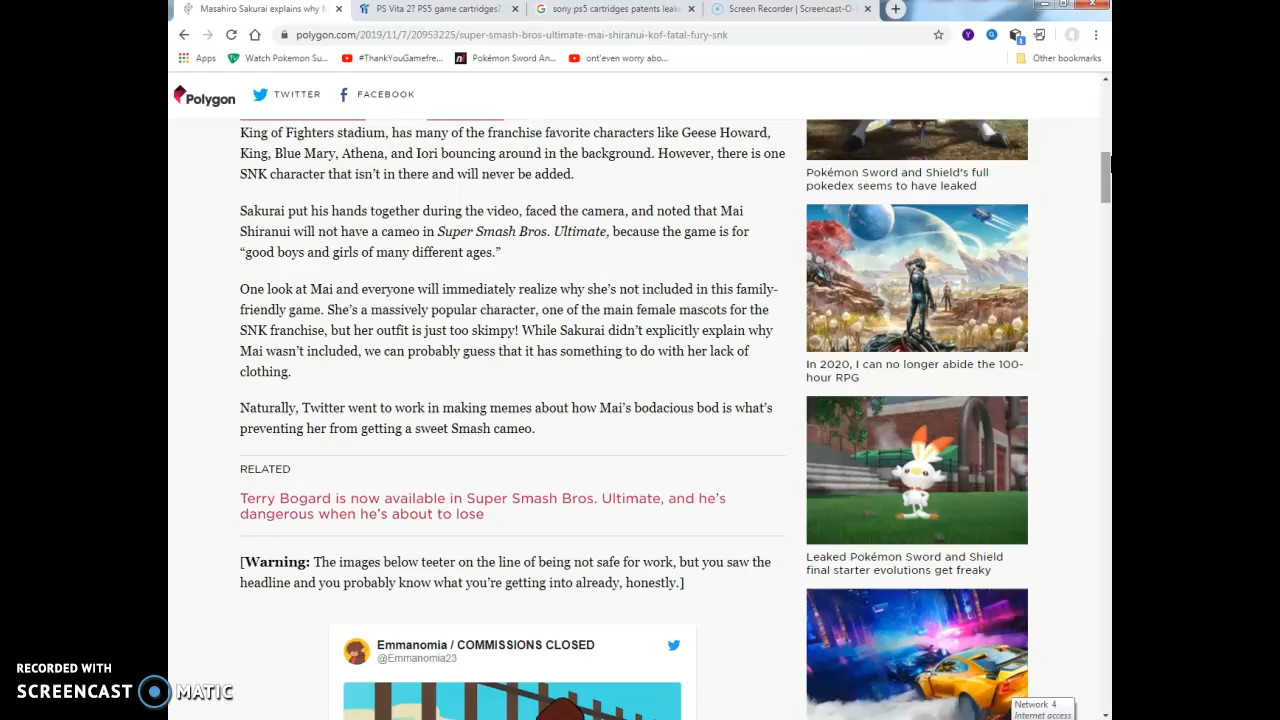 Masahiro Sakurai explains why M
PS Vita 2? PS5 game cartridges?
sony ps5 cartridges patents leak
Screen Recorder | Screencast-O-
polygon.com/2019/11/7/20953225/super-smash-bros-ultimate-mai-shiranui-kof-fatal-fury-snk
Apps
Watch Pokemon Su...
#ThankYouGamefre...
Pokémon Sword An...
ont'even worry abo...
Other bookmarks
Polygon
TWITTER
FACEBOOK
King of Fighters stadium, has many of the franchise favorite characters like Geese Howard,
King, Blue Mary, Athena, and Iori bouncing around in the background. However, there is one
SNK character that isn't in there and will never be added.
Sakurai put his hands together during the video, faced the camera, and noted that Mai
Shiranui will not have a cameo in Super Smash Bros. Ultimate, because the game is for
“good boys and girls of many different ages.”
One look at Mai and everyone will immediately realize why she's not included in this family-
friendly game. She's a massively popular character, one of the main female mascots for the
SNK franchise, but her outfit is just too skimpy! While Sakurai didn't explicitly explain why
Mai wasn't included, we can probably guess that it has something to do with her lack of
clothing.
Naturally, Twitter went to work in making memes about how Mai's bodacious bod is what's
preventing her from getting a sweet Smash cameo.
RELATED
Terry Bogard is now available in Super Smash Bros. Ultimate, and he's
dangerous when he's about to lose
[Warning: The images below teeter on the line of being not safe for work, but you saw the
headline and you probably know what you're getting into already, honestly.]
Emmanomia / COMMISSIONS CLOSED
@Emmanomia23
Pokémon Sword and Shield's full
pokedex seems to have leaked
In 2020, I can no longer abide the 100-
hour RPG
Leaked Pokémon Sword and Shield
final starter evolutions get freaky
Network 4
Internet access
RECORDED WITH
SCREENCAST MATIC